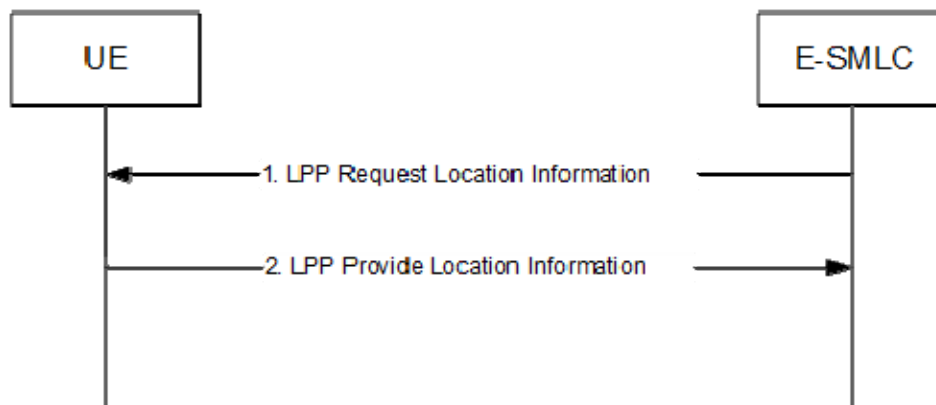 UE
E-SMLC
1. LPP Request Location Information
2. LPP Provide Location Information